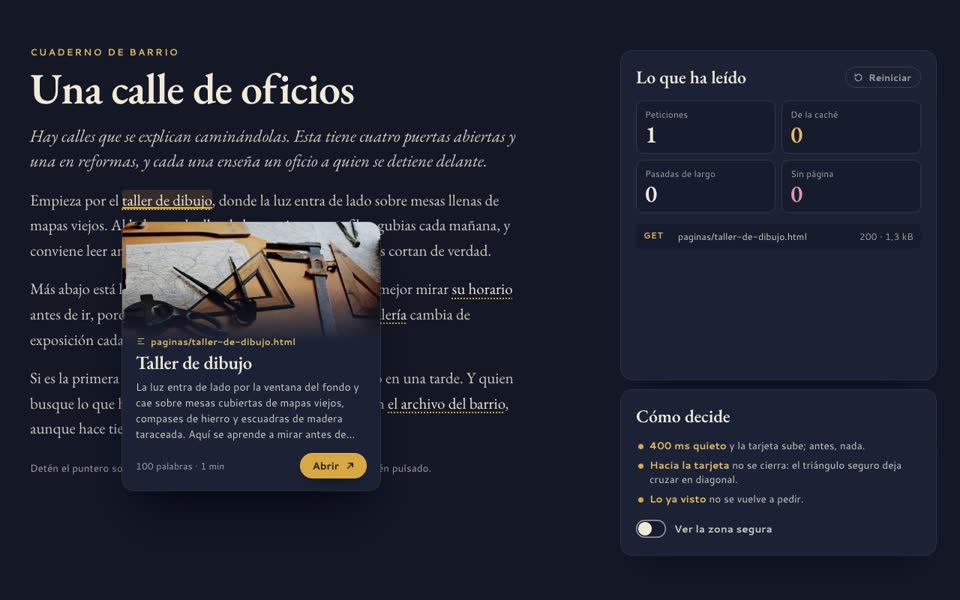 CUADERNO DE BARRIO
Una calle de oficios
Hay calles que se explican caminándolas. Esta tiene cuatro puertas abiertas y
una en reformas, y cada una enseña un oficio a quien se detiene delante.
Empieza por el taller de dibujo, donde la luz entra de lado sobre mesas llenas de
mapas viejos. gubias cada mañana, y
conviene leer cortan de verdad.
Más abajo está mejor mirar su horario
antes de ir, cambia de
exposición cada
Si es la primera en una tarde. Y quien
busque lo que el archivo del barrio,
aunque hace
Detén el puntero pulsado.
paginas/taller-de-dibujo.html
Taller de dibujo
La luz entra de lado por la ventana del fondo y
cae sobre mesas cubiertas de mapas viejos,
compases de hierro y escuadras de madera
taraceada. Aquí se aprende a mirar antes de…
100 palabras · 1 min
Abrir
Lo que ha leído
Reiniciar
Peticiones
1
De la caché
0
Pasadas de largo
0
Sin página
0
GET paginas/taller-de-dibujo.html 200 · 1,3 kB
Cómo decide
400 ms quieto y la tarjeta sube; antes, nada.
Hacia la tarjeta no se cierra: el triángulo seguro deja
cruzar en diagonal.
Lo ya visto no se vuelve a pedir.
Ver la zona segura